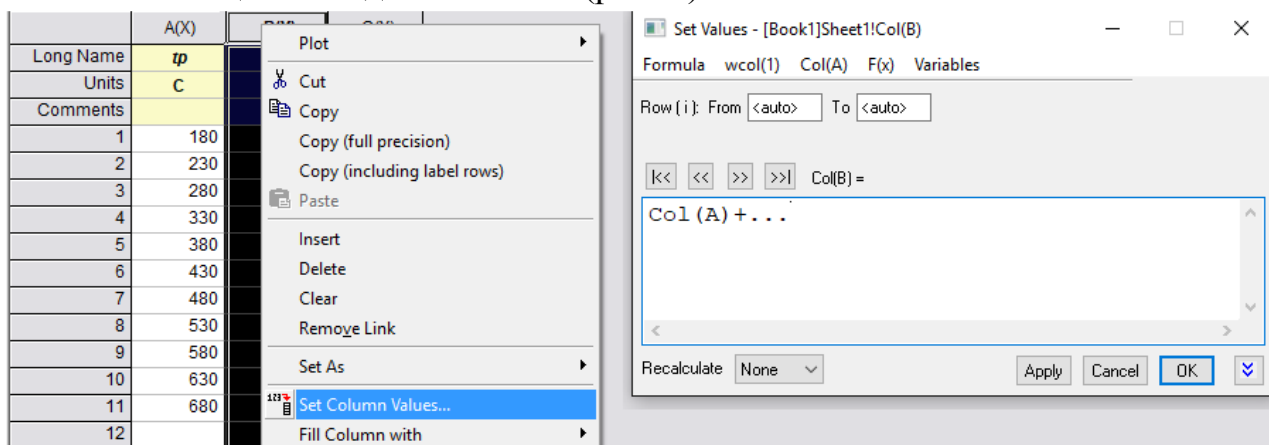 A(X)
Long Name tp
Units C
Comments
1 180
2 230
3 280
4 330
5 380
6 430
7 480
8 530
9 580
10 630
11 680
12
Plot
Cut
Copy
Copy (full precision)
Copy (including label rows)
Paste
Insert
Delete
Clear
Remove Link
Set As
Set Column Values...
Fill Column with
Set Values - [Book1]Sheet1!Col(B)
Formula wcol(1) Col(A) F(x) Variables
Row ( i ): From <auto> To <auto>
|<< << >> >>| Col(B) =
Col(A)+...
Recalculate None Apply Cancel OK